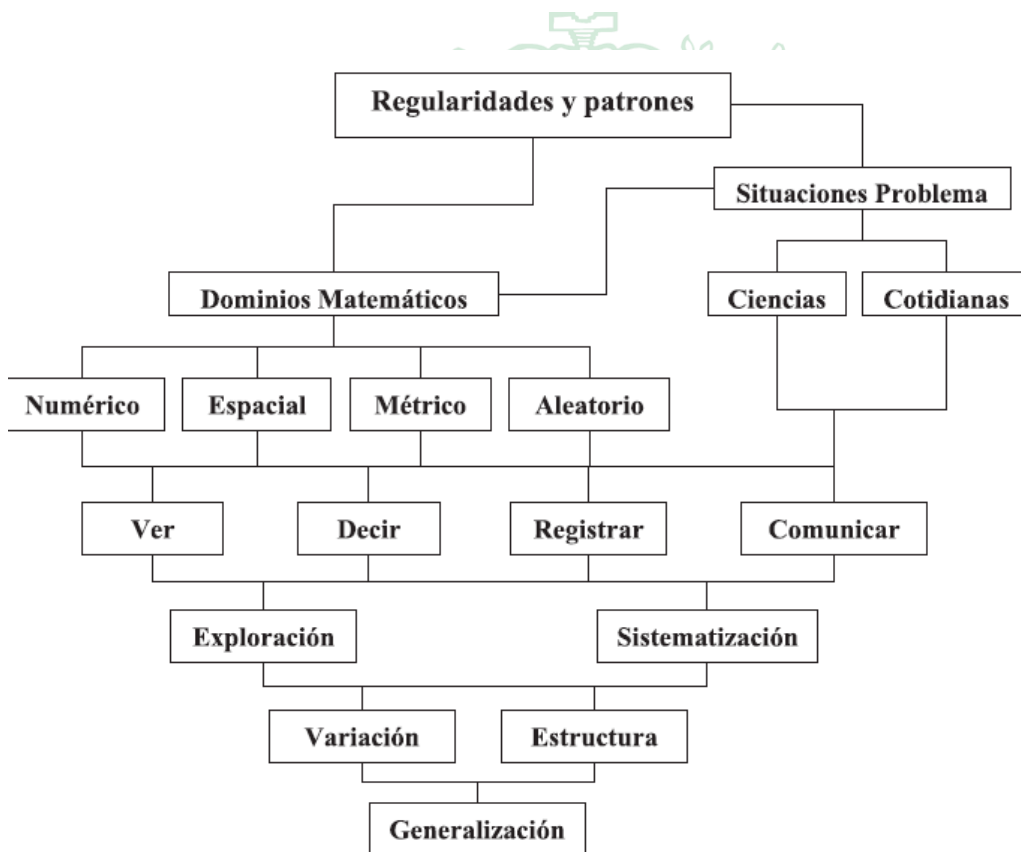 Regularidades y patrones
Situaciones Problema
Dominios Matemáticos
Ciencias
Cotidianas
Numérico
Espacial
Métrico
Aleatorio
Ver
Decir
Registrar
Comunicar
Exploración
Sistematización
Variación
Estructura
Generalización